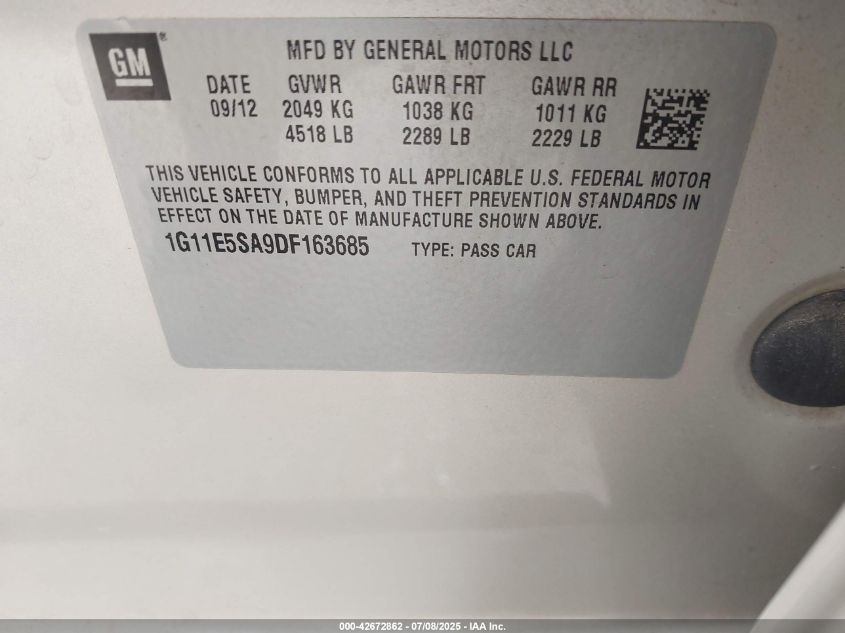 GM®
MFD BY GENERAL MOTORS LLC
DATE GVWR GAWR FRT GAWR RR
09/12 2049 KG 1038 KG 1011 KG
4518 LB 2289 LB 2229 LB
THIS VEHICLE CONFORMS TO ALL APPLICABLE U.S. FEDERAL MOTOR
VEHICLE SAFETY, BUMPER, AND THEFT PREVENTION STANDARDS IN
EFFECT ON THE DATE OF MANUFACTURE SHOWN ABOVE.
1G11E5SA9DF163685 TYPE: PASS CAR
000-42672862 - 07/08/2025 - IAA Inc.